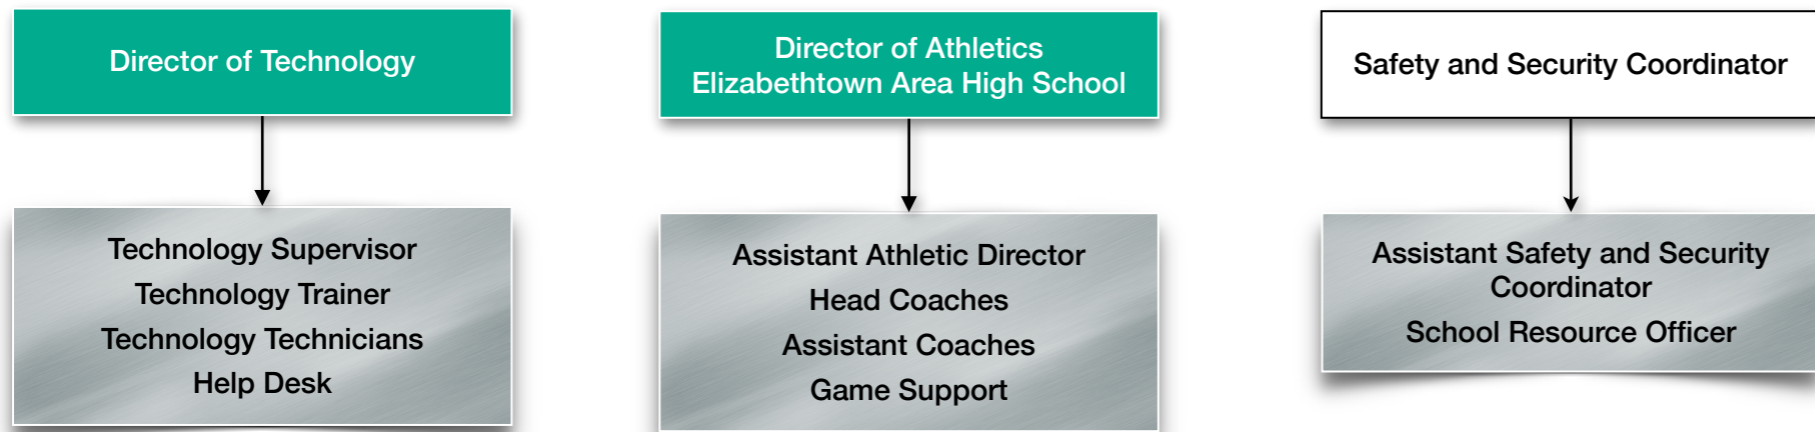 Director of Technology
Technology Supervisor
Technology Trainer
Technology Technicians
Help Desk
Director of Athletics
Elizabethtown Area High School
Assistant Athletic Director
Head Coaches
Assistant Coaches
Game Support
Safety and Security Coordinator
Assistant Safety and Security
Coordinator
School Resource Officer